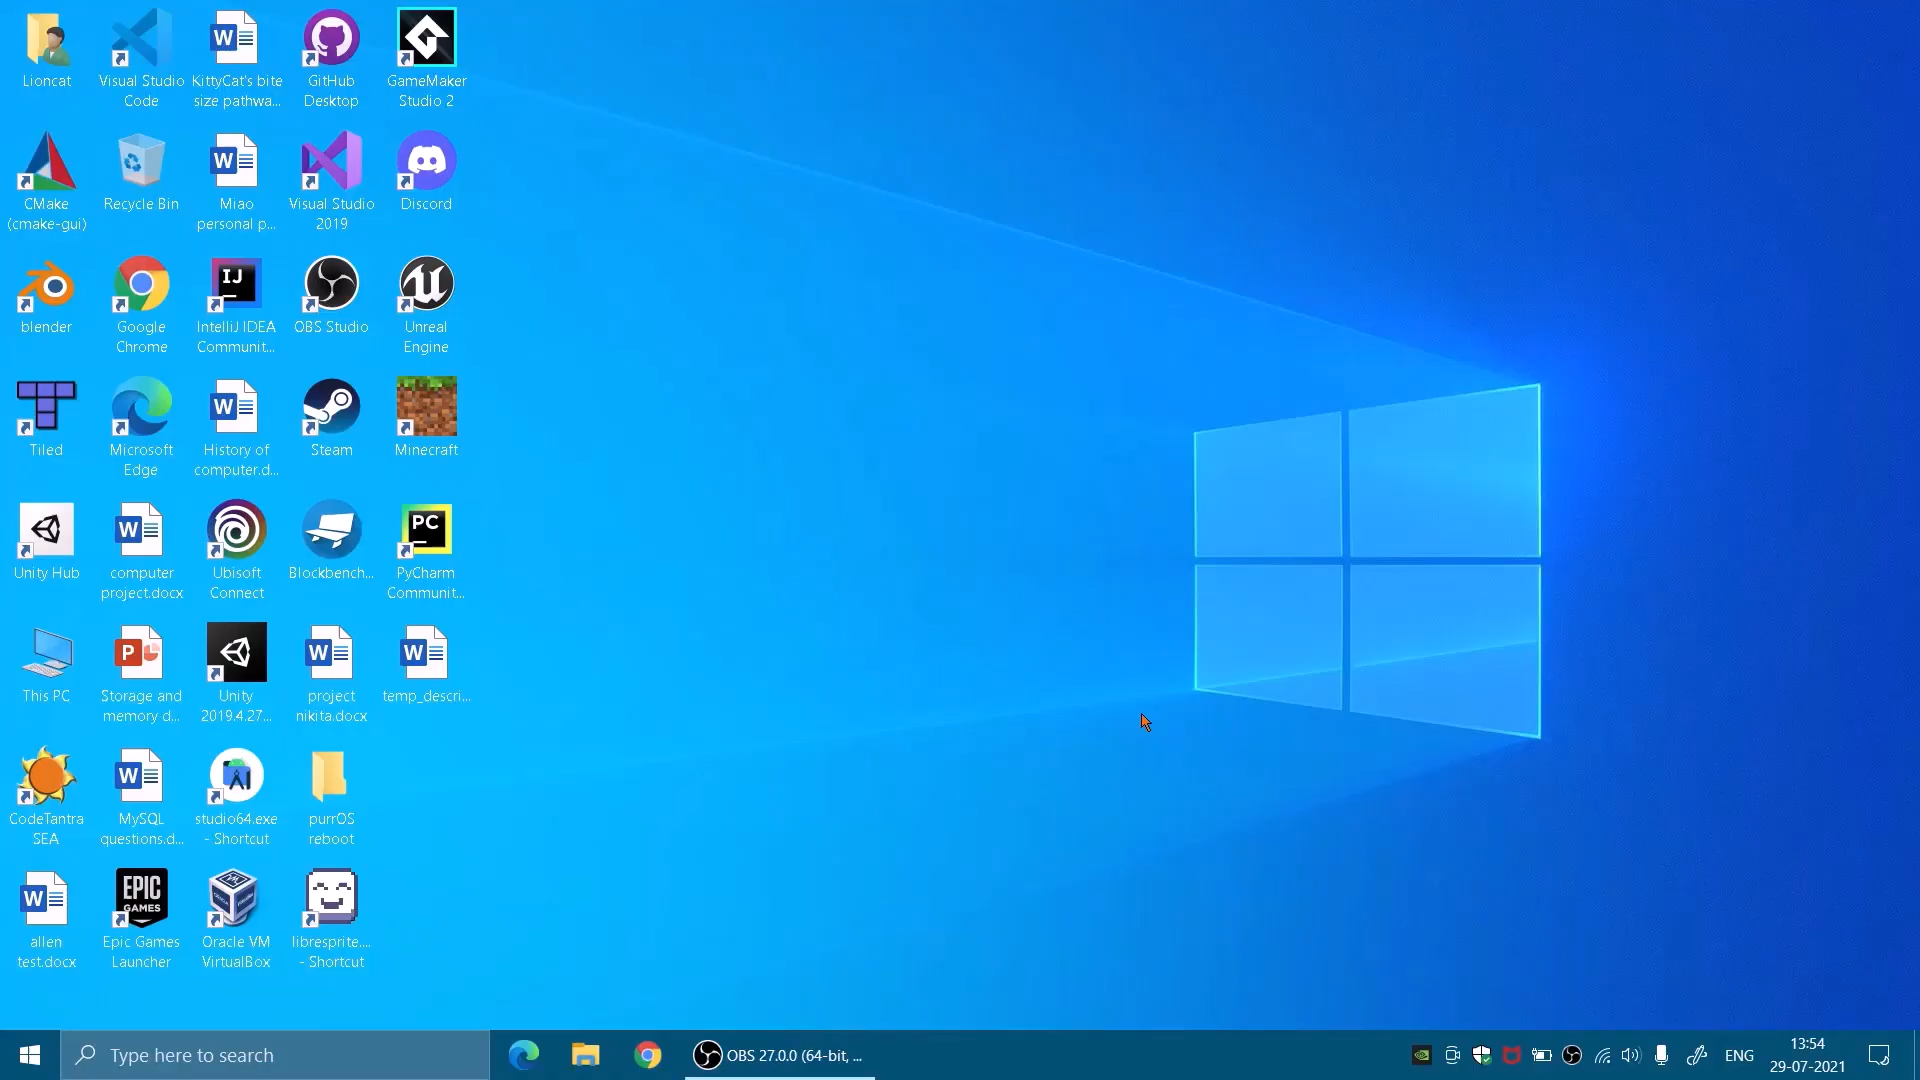 Lioncat
Visual Studio
Code
KittyCat's bite
size pathwa...
GitHub
Desktop
GameMaker
Studio 2
CMake
(cmake-gui)
Recycle Bin
W
Miao
personal p...
Visual Studio
2019
Discord
blender
Google
Chrome
IJ
IntelliJ IDEA
Communit...
OBS Studio
Unreal
Engine
Tiled
Microsoft
Edge
W
History of
computer.d...
Steam
Minecraft
Unity Hub
W
computer
project.docx
Ubisoft
Connect
Blockbench...
PC
PyCharm
Communit...
This PC
P
Storage and
memory d...
Unity
2019.4.27...
W
project
nikita.docx
W
temp_descri...
CodeTantra
SEA
W
MySQL
questions.d...
studio64.exe
- Shortcut
purrOS
reboot
W
allen
test.docx
EPIC
GAMES
Epic Games
Launcher
Oracle VM
VirtualBox
libresprite....
- Shortcut
Type here to search
OBS 27.0.0 (64-bit, ...
ENG
13:54
29-07-2021